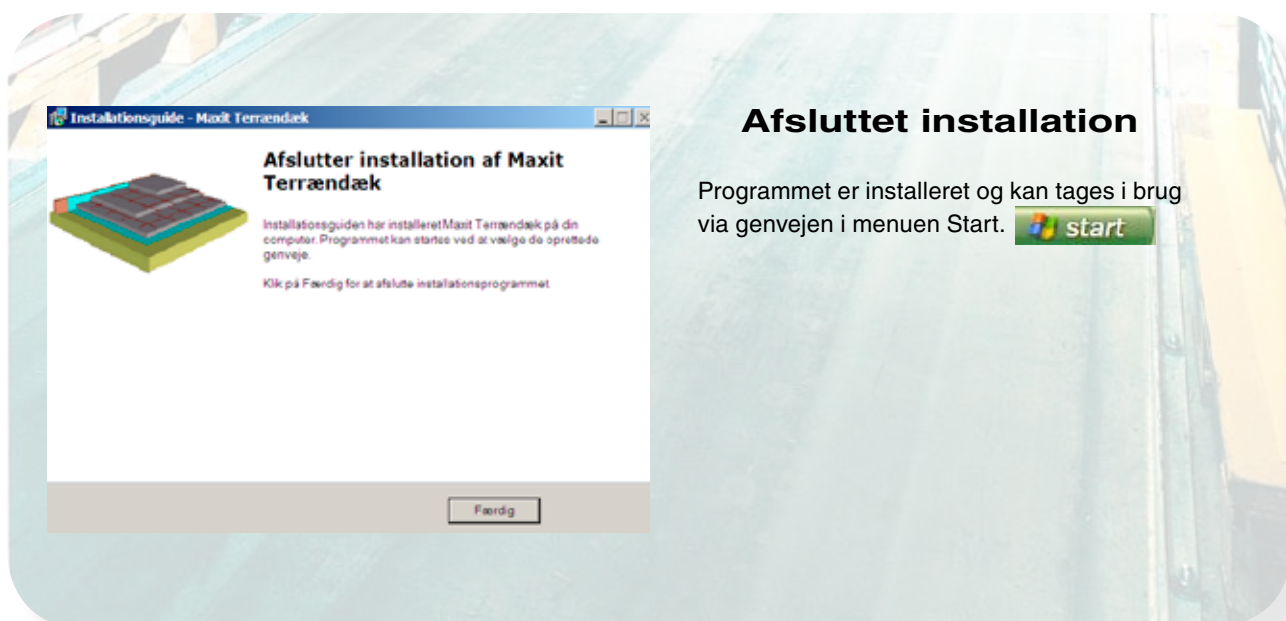 Installationsguide - Maxit Terrændæk
Afslutter installation af Maxit
Terrændæk
Installationsguiden har installeret Maxit Terrændæk på din
computer. Programmet kan startes ved at vælge de oprettede
genveje.
Klik på Færdig for at afslutte installationsprogrammet.
Færdig
Afsluttet installation
Programmet er installeret og kan tages i brug
via genvejen i menuen Start.
start